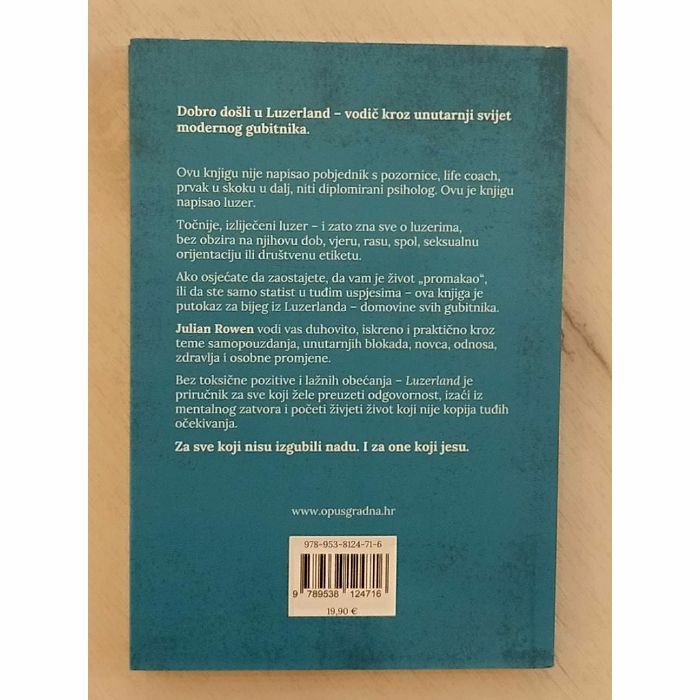 Dobro došli u Luzerland – vodič kroz unutarnji svijet
modernog gubitnika.
Ovu knjigu nije napisao pobjednik s pozornice, life coach,
prvak u skoku u dalj, niti diplomirani psiholog. Ovu je knjigu
napisao luzer.
Točnije, izliječeni luzer – i zato zna sve o luzerima,
bez obzira na njihovu dob, vjeru, rasu, spol, seksualnu
orijentaciju ili društvenu etiketu.
Ako osjećate da zaostajete, da vam je život „promakao“,
ili da ste samo statist u tuđim uspjesima – ova knjiga je
putokaz za bijeg iz Luzerlanda – domovine svih gubitnika.
Julian Rowen vodi vas duhovito, iskreno i praktično kroz
teme samopouzdanja, unutarnjih blokada, novca, odnosa,
zdravlja i osobne promjene.
Bez toksične pozitive i lažnih obećanja – Luzerland je
priručnik za sve koji žele preuzeti odgovornost, izaći iz
mentalnog zatvora i početi živjeti život koji nije kopija tuđih
očekivanja.
Za sve koji nisu izgubili nadu. I za one koji jesu.
www.opusgradna.hr
978-953-8124-71-6
9 789538 124716
19,90 €